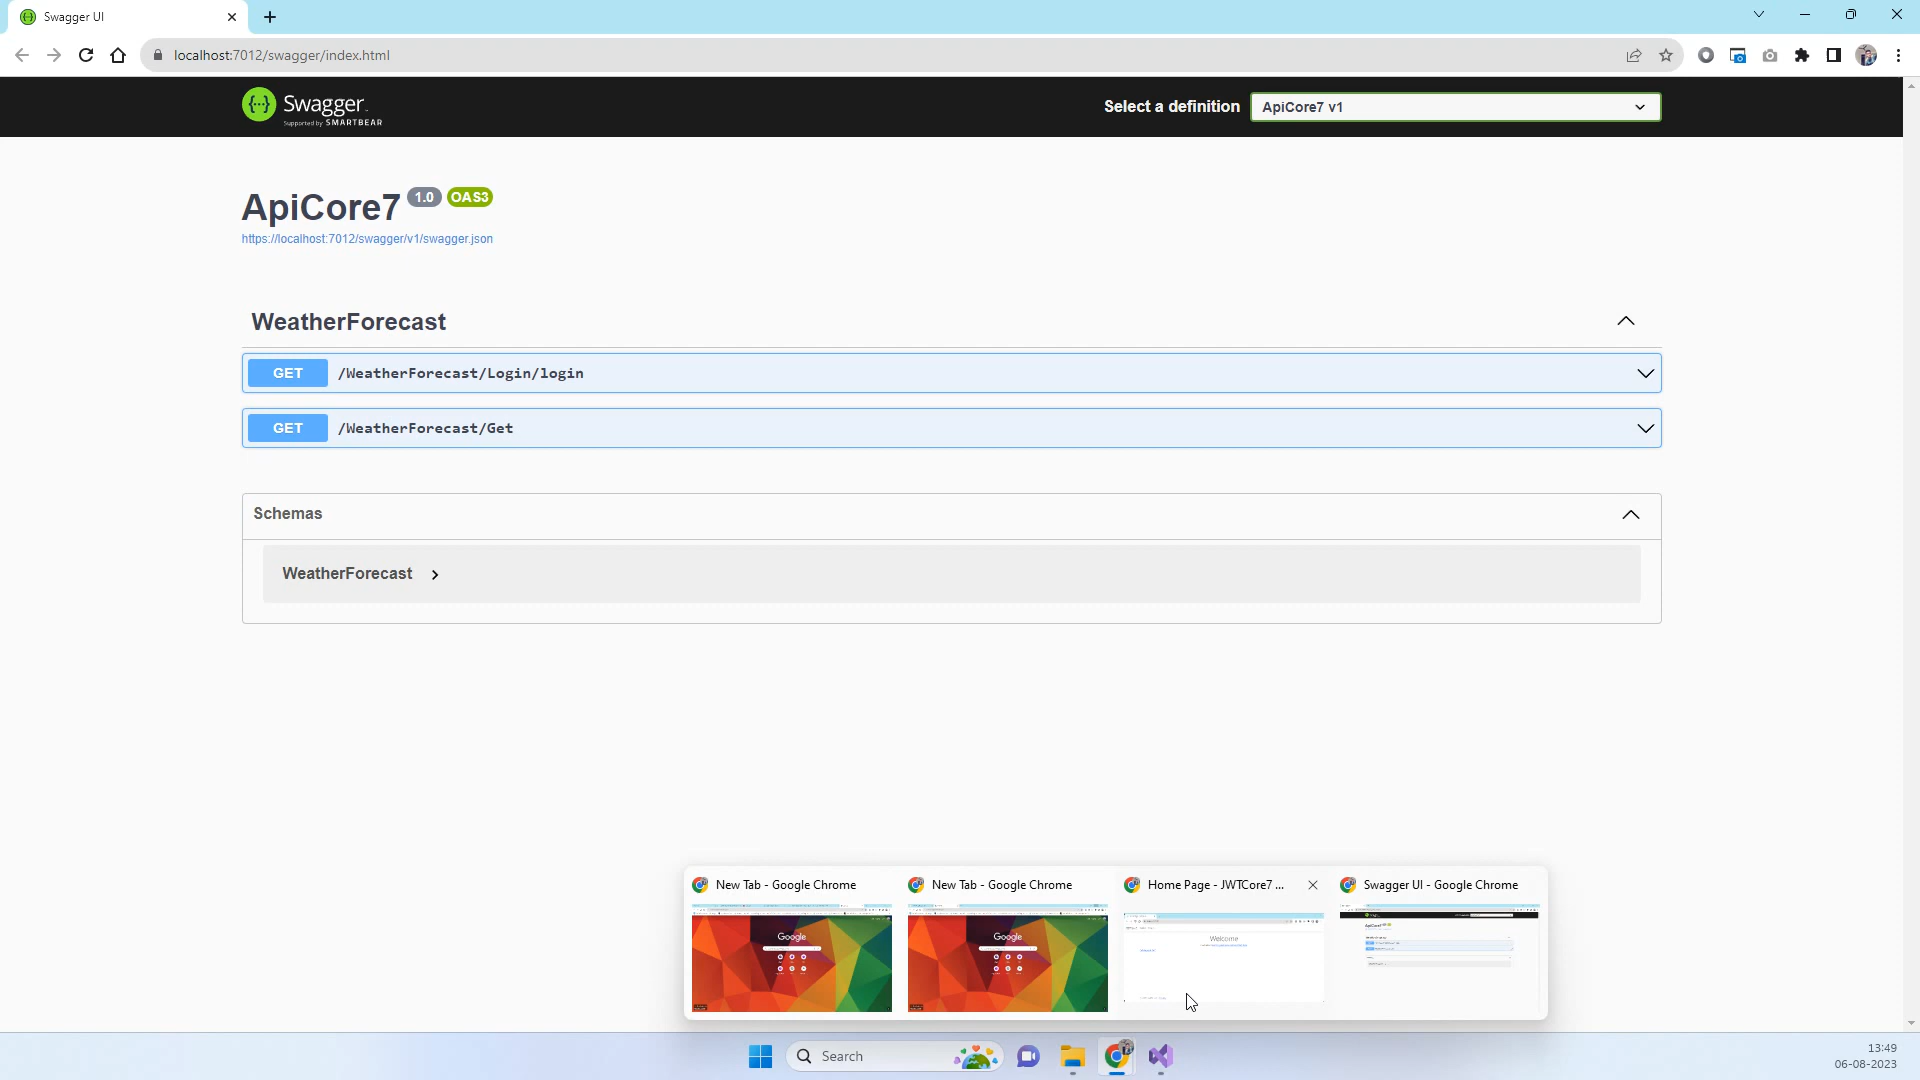 Swagger UI
localhost:7012/swagger/index.html
{...} Swagger
Supported by SMARTBEAR
Select a definition
ApiCore7 v1
ApiCore7 1.0 OAS3
https://localhost:7012/swagger/v1/swagger.json
WeatherForecast
GET /WeatherForecast/Login/login
GET /WeatherForecast/Get
Schemas
WeatherForecast
New Tab - Google Chrome
New Tab - Google Chrome
Home Page - JWTCore7 ...
Swagger UI - Google Chrome
Google
Google
Welcome
Search
13:49
06-08-2023